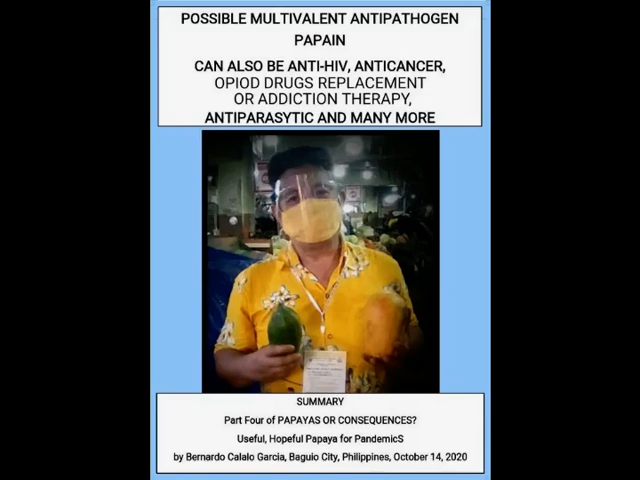 POSSIBLE MULTIVALENT ANTIPATHOGEN
PAPAIN
CAN ALSO BE ANTI-HIV, ANTICANCER,
OPIOD DRUGS REPLACEMENT
OR ADDICTION THERAPY,
ANTIPARASYTIC AND MANY MORE
SUMMARY
Part Four of PAPAYAS OR CONSEQUENCES?
Useful, Hopeful Papaya for PandemicS
by Bernardo Calalo Garcia, Baguio City, Philippines, October 14, 2020